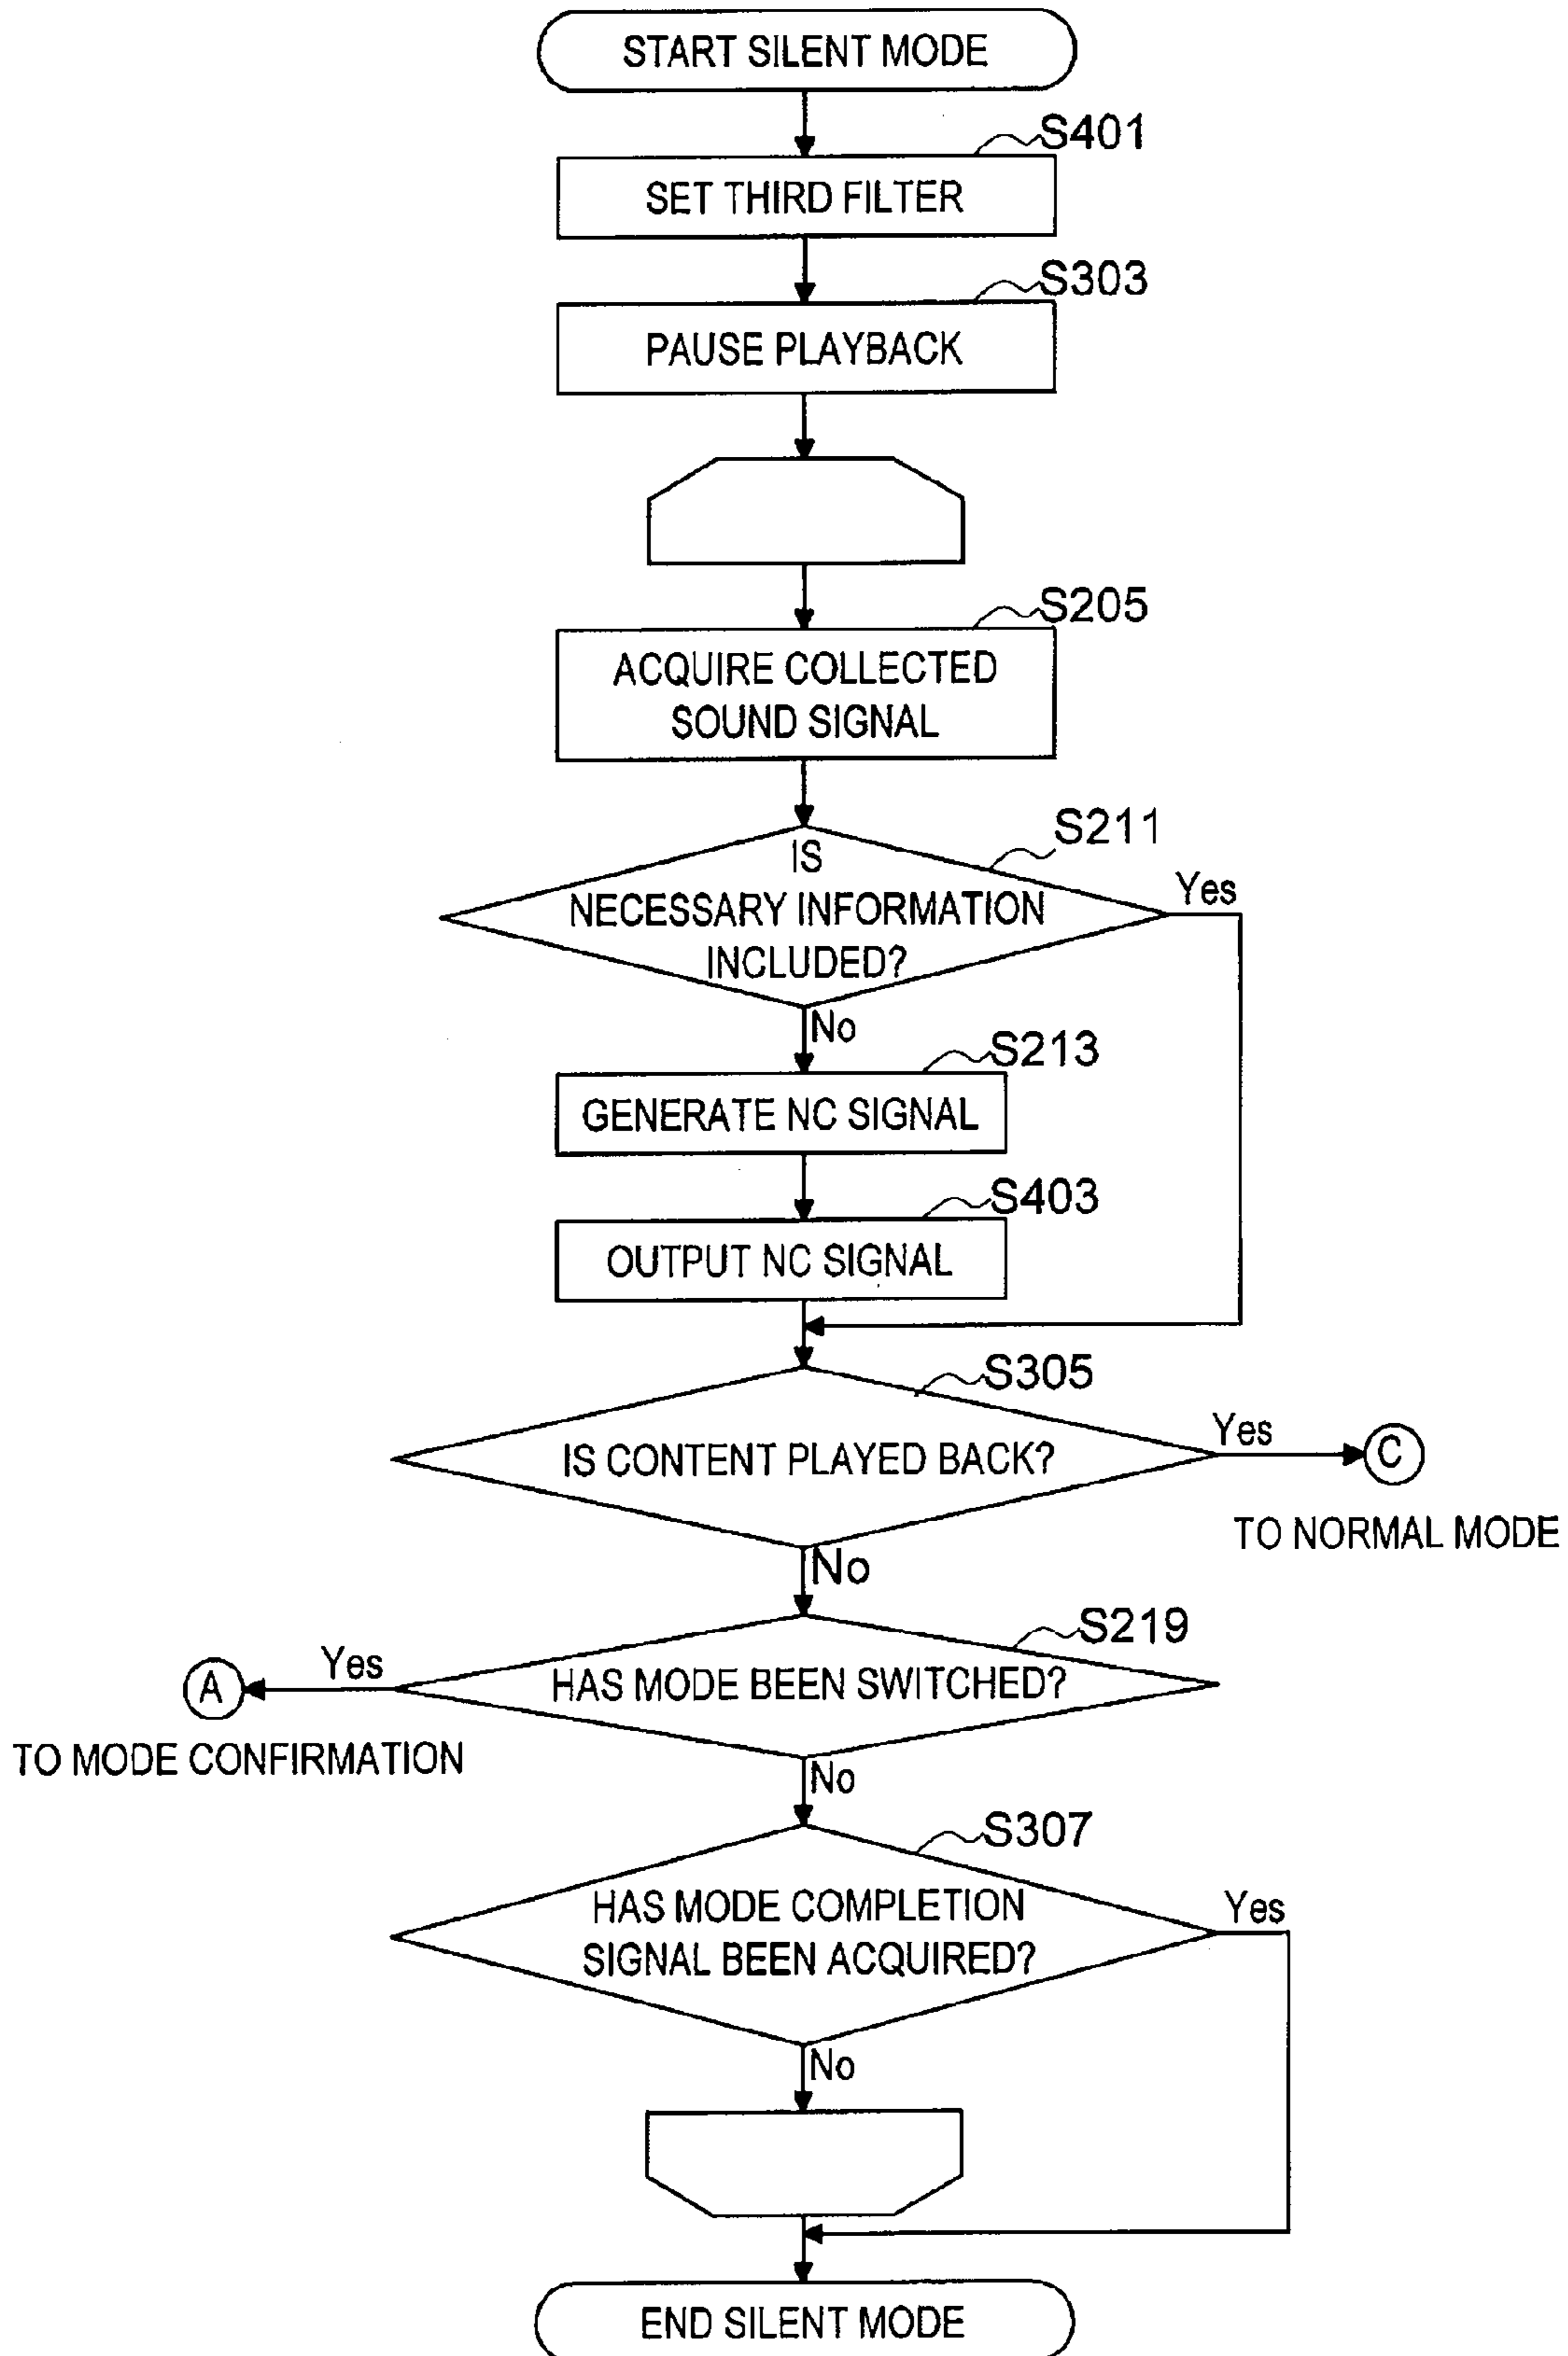 START SILENT MODE
S401
SET THIRD FILTER
S303
PAUSE PLAYBACK
S205
ACQUIRE COLLECTED
SOUND SIGNAL
S211
IS
NECESSARY INFORMATION
INCLUDED?
Yes
No
S213
GENERATE NC SIGNAL
S403
OUTPUT NC SIGNAL
S305
IS CONTENT PLAYED BACK?
Yes
C
TO NORMAL MODE
No
S219
HAS MODE BEEN SWITCHED?
Yes
A
TO MODE CONFIRMATION
No
S307
HAS MODE COMPLETION
SIGNAL BEEN ACQUIRED?
Yes
No
END SILENT MODE